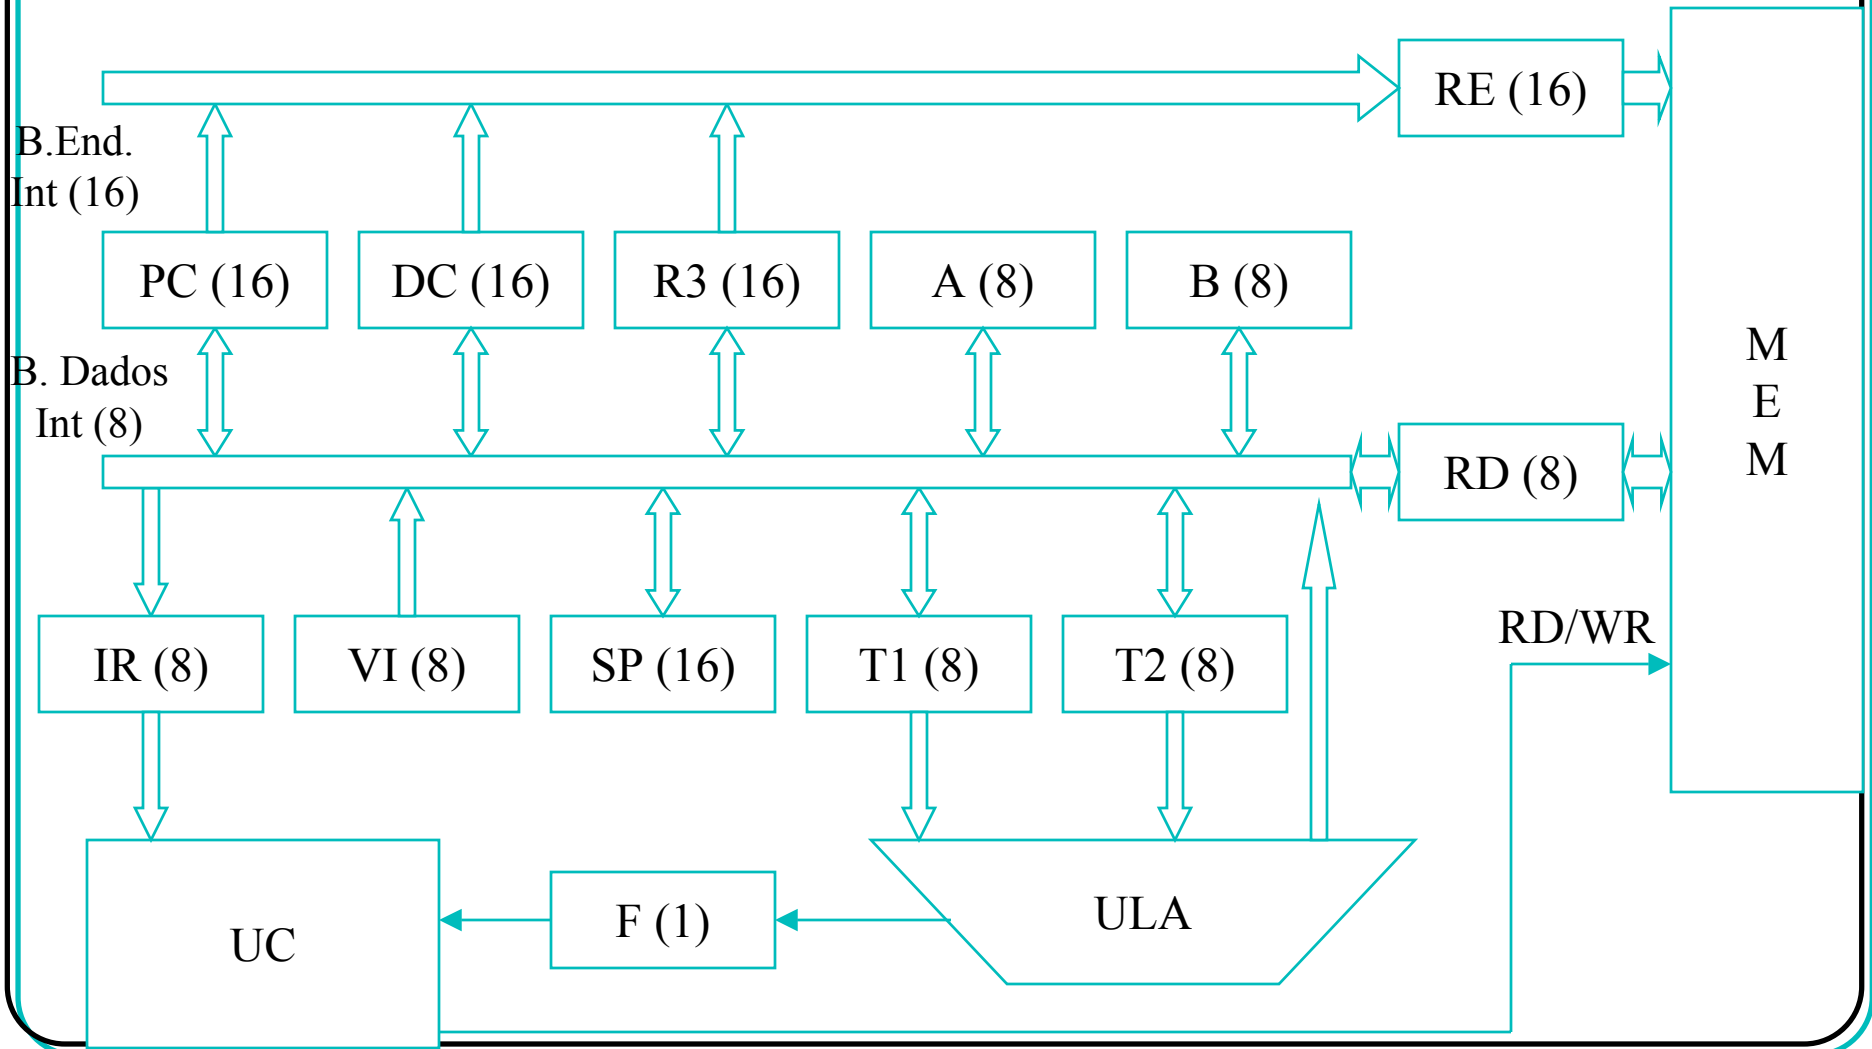 RE (16)
B.End.
Int (16)
PC (16)
DC (16)
R3 (16)
A (8)
B (8)
M
E
M
B. Dados
Int (8)
RD (8)
RD/WR
IR (8)
VI (8)
SP (16)
T1 (8)
T2 (8)
UC
F (1)
ULA